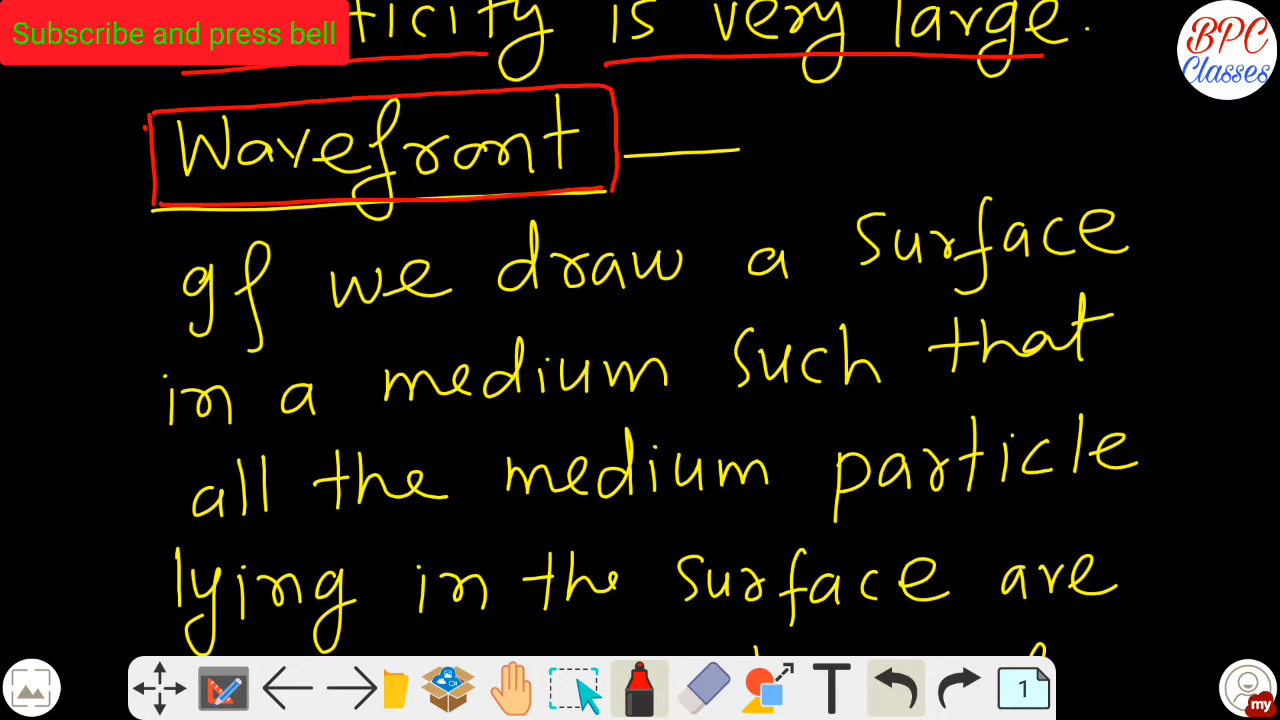 Subscribe and press bell
ticity is very large.
BPC
Classes
Wavefront —
If we draw a surface
in a medium such that
all the medium particle
lying in the surface are
T
1
my